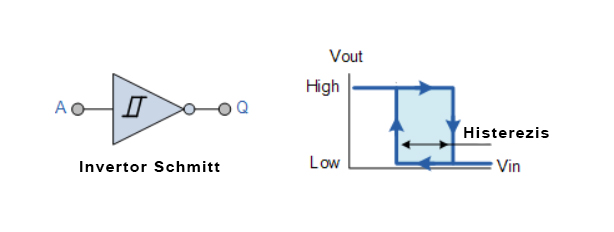 A
Q
Invertor Schmitt
Vout
High
Histerezis
Low
Vin